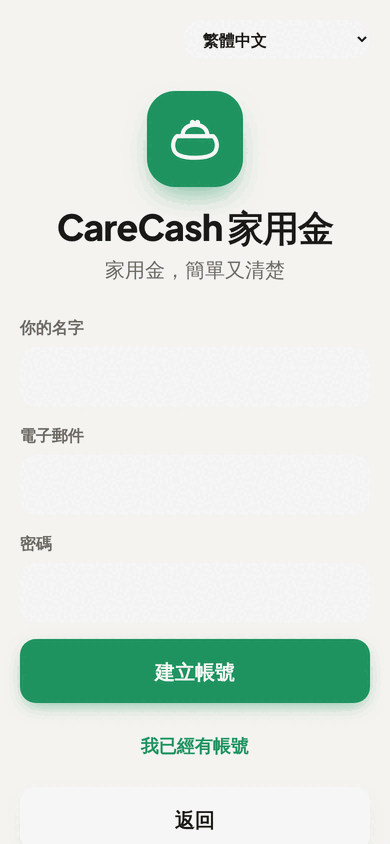 繁體中文
CareCash 家用金
家用金，簡單又清楚
你的名字
電子郵件
密碼
建立帳號
我已經有帳號
返回